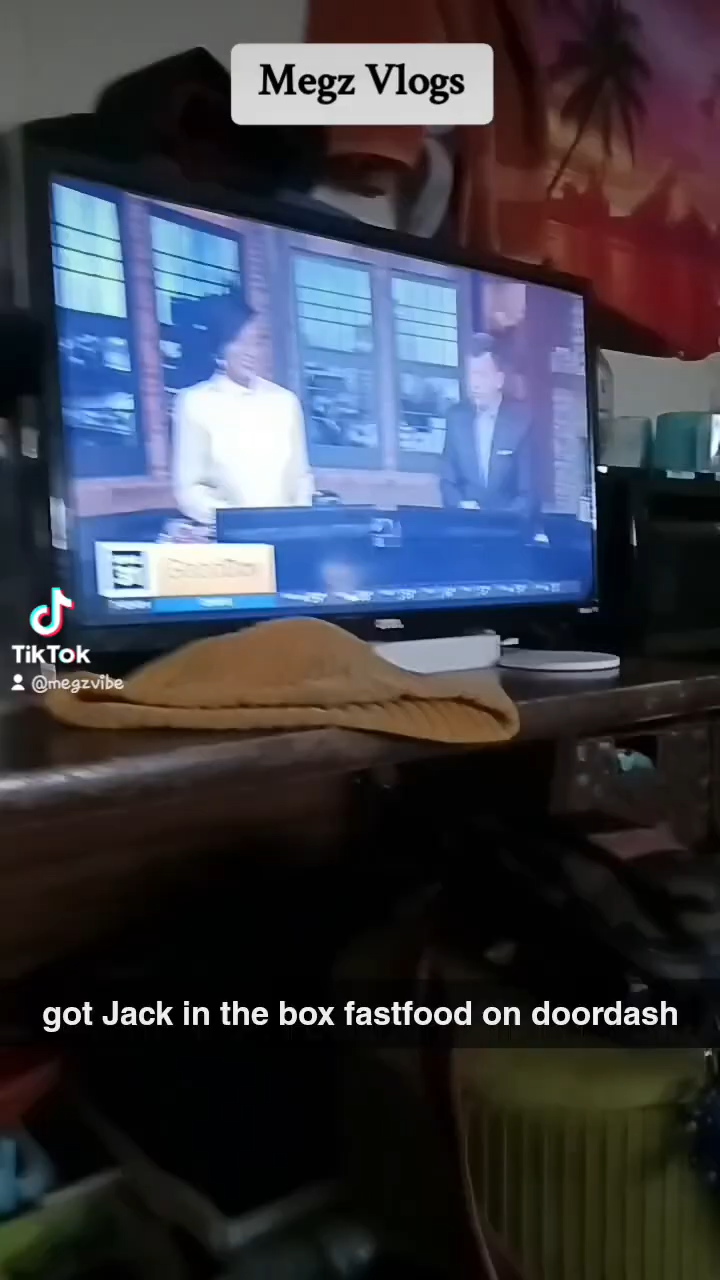 Megz Vlogs
TikTok
@megzvibe
got Jack in the box fastfood on doordash